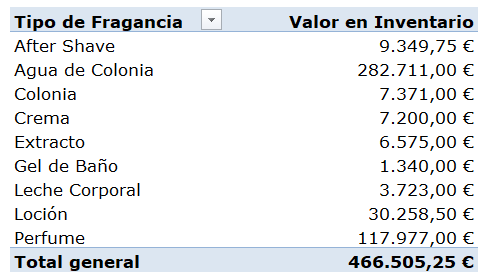 Tipo de Fragancia Valor en Inventario
After Shave 9.349,75 €
Agua de Colonia 282.711,00 €
Colonia 7.371,00 €
Crema 7.200,00 €
Extracto 6.575,00 €
Gel de Baño 1.340,00 €
Leche Corporal 3.723,00 €
Loción 30.258,50 €
Perfume 117.977,00 €
Total general 466.505,25 €